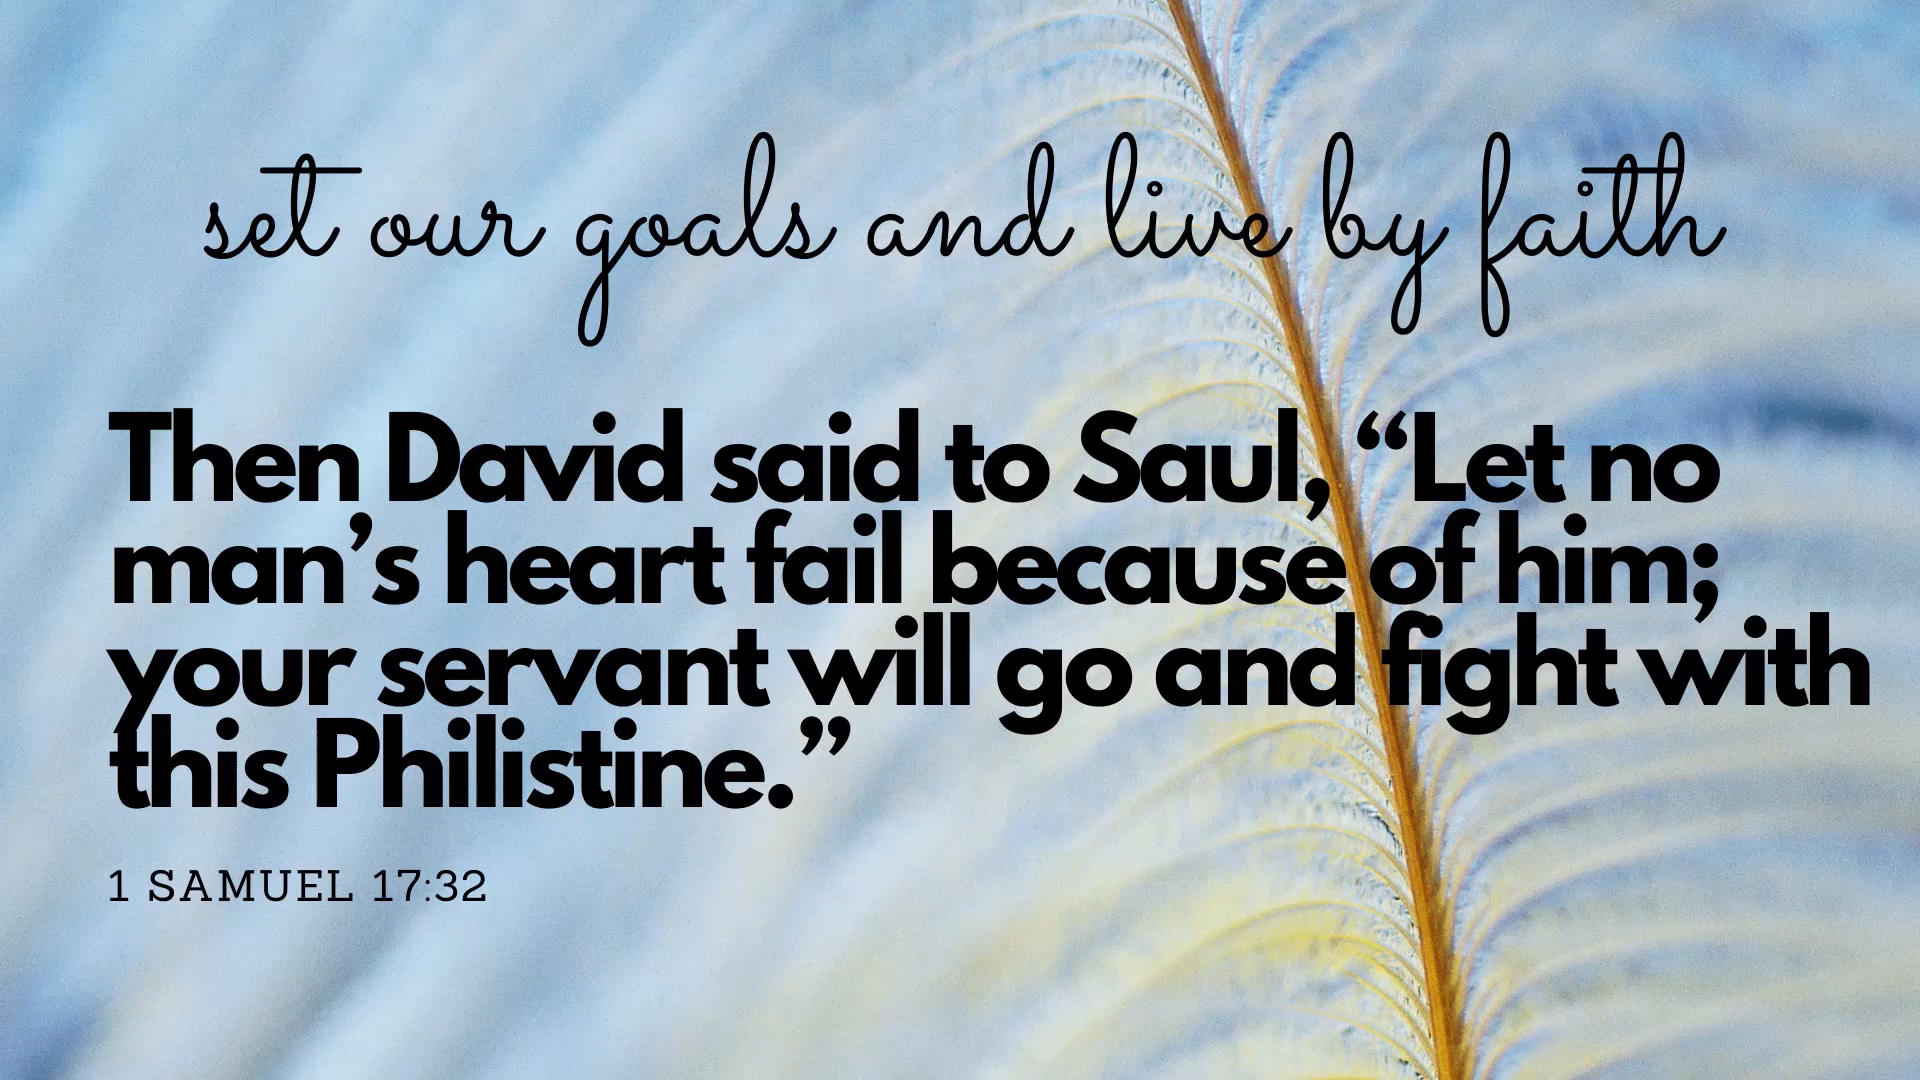 set our goals and live by faith
Then David said to Saul, “Let no
man’s heart fail because of him;
your servant will go and fight with
this Philistine.”
1 SAMUEL 17:32